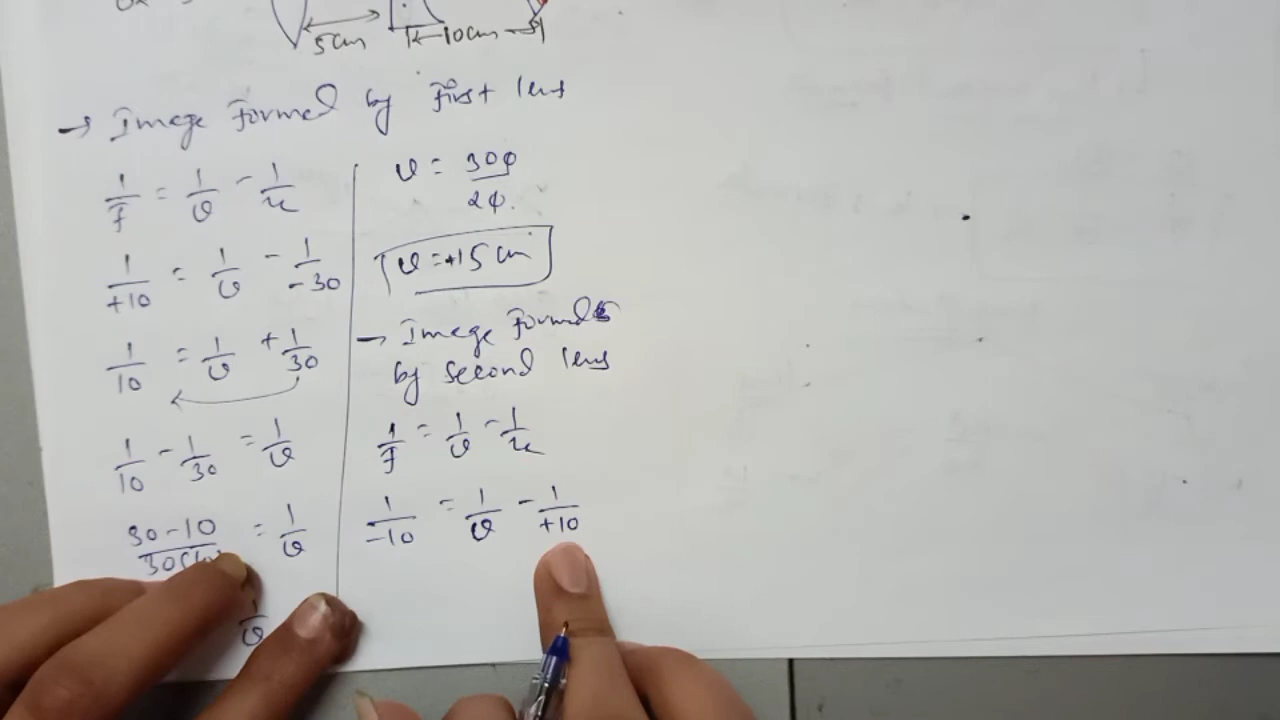 5cm 10cm
→ Image Formed by First lens
1/f = 1/v - 1/u
1/+10 = 1/v - 1/-30
1/10 = 1/v + 1/30
1/10 - 1/30 = 1/v
30-10/30(10) = 1/v
1/v
v = 300/20.
v = +15 cm
→ Image Formed
by second lens
1/f = 1/v - 1/u
1/-10 = 1/v - 1/+10